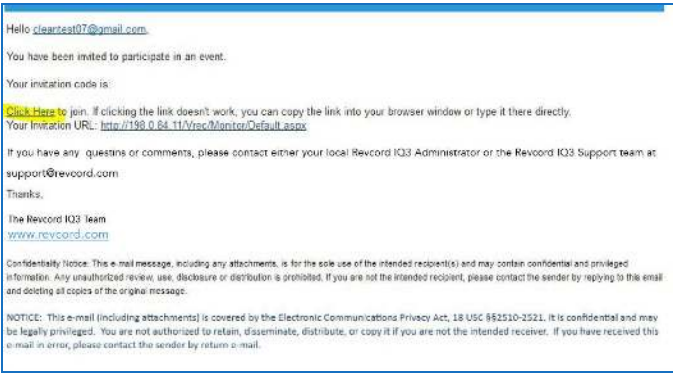 Hello cleartest07@gmail.com,
You have been invited to participate in an event.
Your invitation code is:
Click Here to join. If clicking the link doesn't work, you can copy the link into your browser window or type it there directly.
Your Invitation URL: http://198.0.64.11/Vrec/Monitor/Default.aspx
If you have any questins or comments, please contact either your local Revcord IQ3 Administrator or the Revcord IQ3 Support team at
support@revcord.com
Thanks,
The Revcord IQ3 Team
www.revcord.com
Confidentiality Notice: This e-mail message, including any attachments, is for the sole use of the intended recipient(s) and may contain confidential and privileged
information. Any unauthorized review, use, disclosure or distribution is prohibited. If you are not the intended recipient, please contact the sender by replying to this email
and deleting all copies of the original message.
NOTICE: This e-mail (including attachments) is covered by the Electronic Communications Privacy Act, 18 USC §§2510-2521. It is confidential and may
be legally privileged. You are not authorized to retain, disseminate, distribute, or copy it if you are not the intended receiver. If you have received this
e-mail in error, please contact the sender by return e-mail.